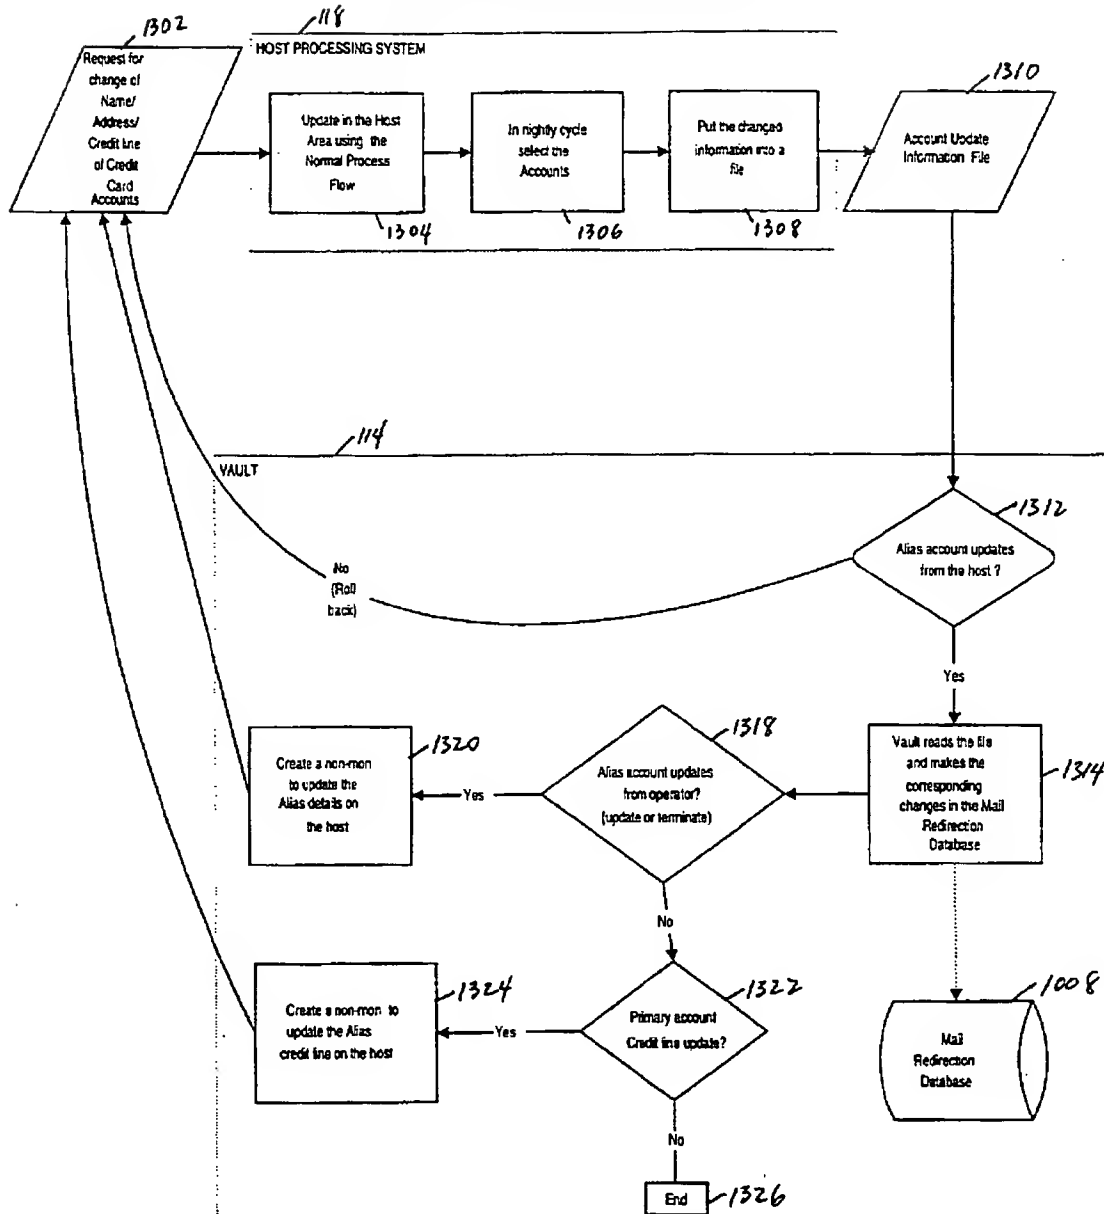 1302
Request for
change of
Name/
Address/
Credit line
of Credit
Card
Accounts
118
HOST PROCESSING SYSTEM
Update in the Host
Area using the
Normal Process
Flow
1304
In nightly cycle
select the
Accounts
1306
Put the changed
information into a
file
1308
1310
Account Update
Information File
114
VAULT
1312
Alias account updates
from the host ?
No
(Roll
back)
Yes
1314
Vault reads the file
and makes the
corresponding
changes in the Mail
Redirection
Database
1318
Alias account updates
from operator?
(update or terminate)
Yes
1320
Create a non-mon
to update the
Alias details on
the host
No
1322
Primary account
Credit line update?
Yes
1324
Create a non-mon to
update the Alias
credit line on the host
1008
Mail
Redirection
Database
No
End
1326